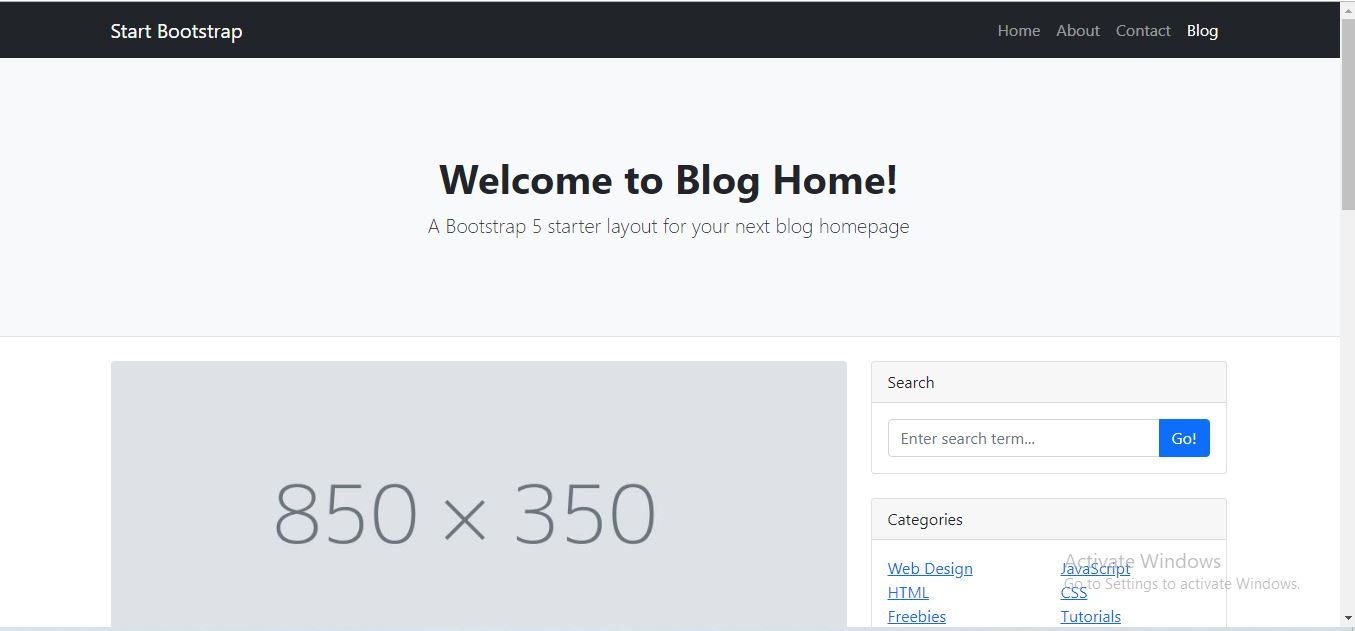 Start Bootstrap
Home About Contact Blog
Welcome to Blog Home!
A Bootstrap 5 starter layout for your next blog homepage
850 × 350
Search
Enter search term... Go!
Categories
Web Design JavaScript
HTML CSS
Freebies Tutorials
Activate Windows
Go to Settings to activate Windows.